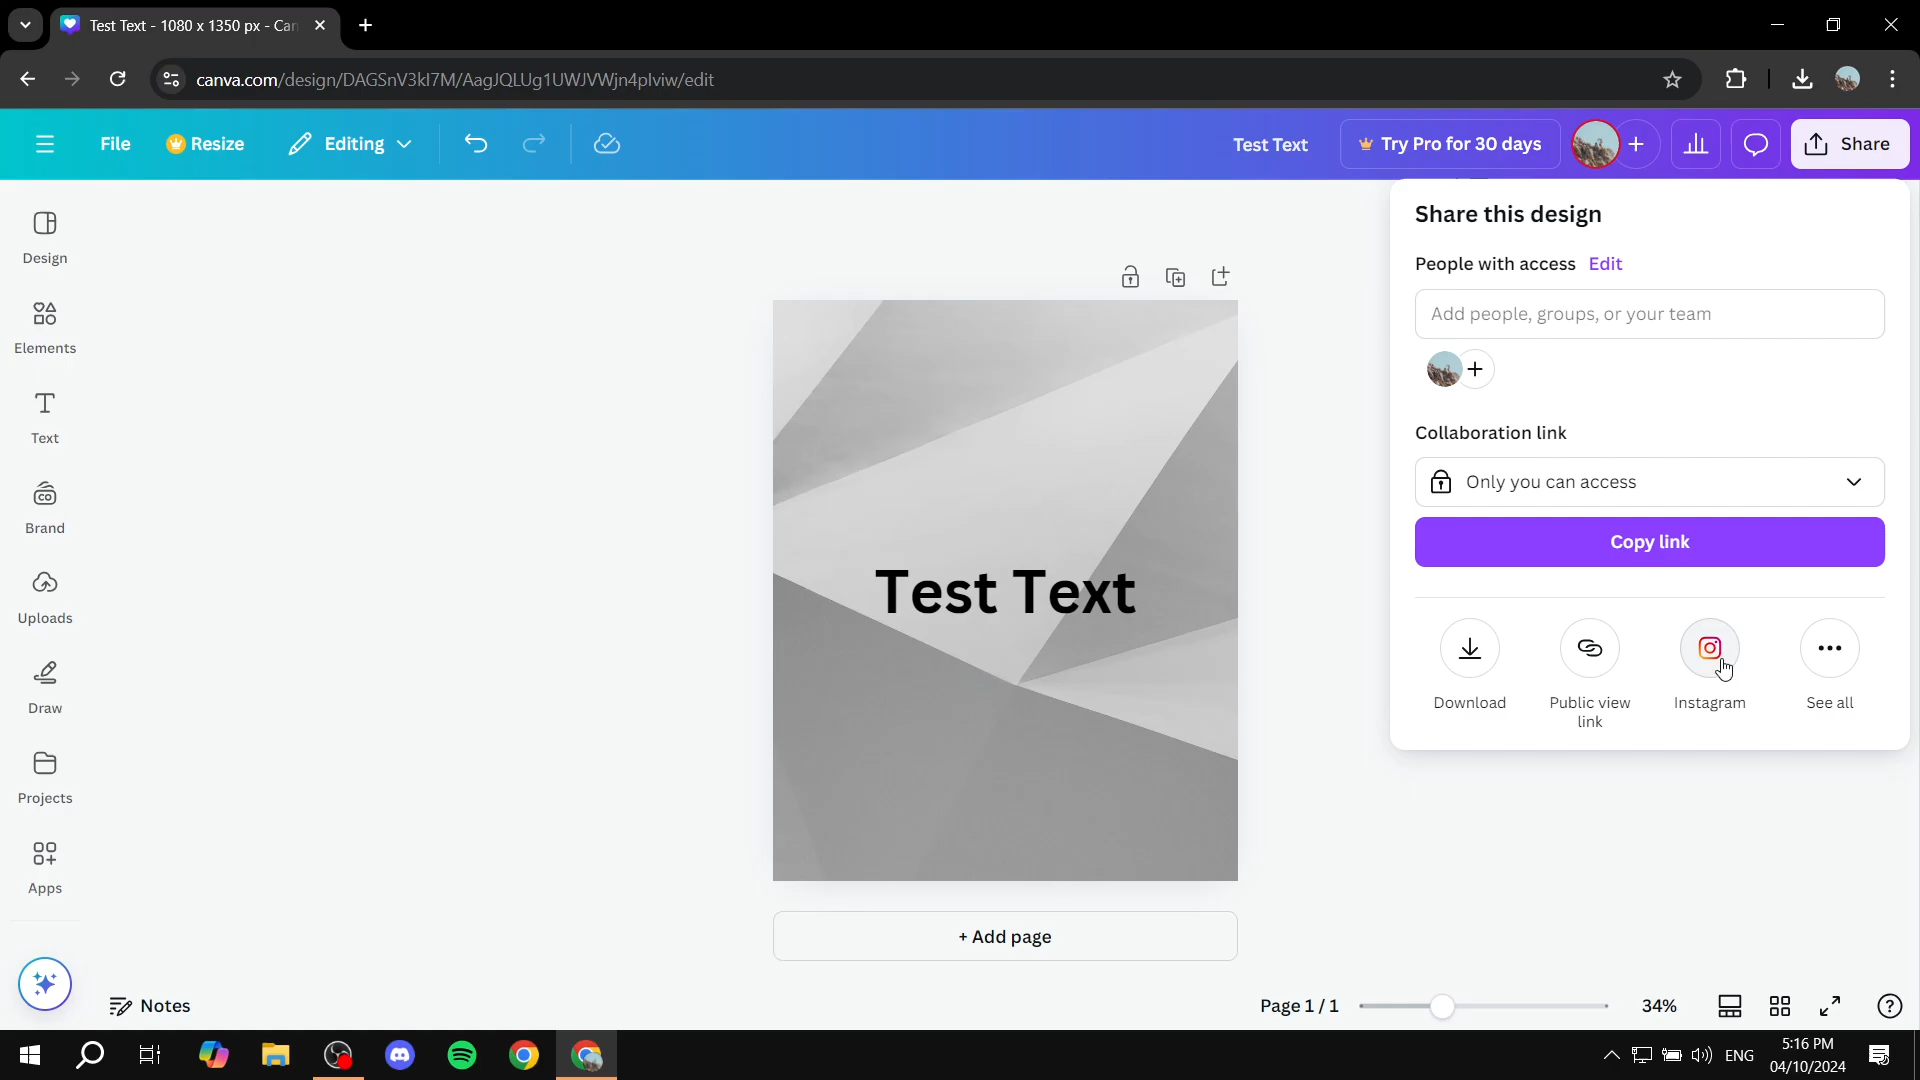 Test Text - 1080 x 1350 px - Can
canva.com/design/DAGSnV3kI7M/AagJQLUg1UWJVWjn4plviw/edit
File
Resize
Editing
Test Text
Try Pro for 30 days
Share
Design
Elements
Text
Brand
Uploads
Draw
Projects
Apps
Test Text
+ Add page
Share this design
People with access Edit
Add people, groups, or your team
Collaboration link
Only you can access
Copy link
Download
Public view
link
Instagram
See all
Notes
Page 1 / 1
34%
ENG
5:16 PM
04/10/2024